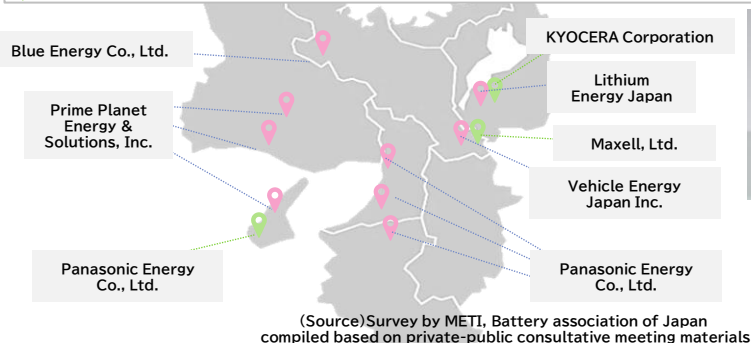 Blue Energy Co., Ltd.
Prime Planet
Energy &
Solutions, Inc.
Panasonic Energy
Co., Ltd.
KYOCERA Corporation
Lithium
Energy Japan
Maxell, Ltd.
Vehicle Energy
Japan Inc.
Panasonic Energy
Co., Ltd.
(Source)Survey by METI, Battery association of Japan
compiled based on private-public consultative meeting materials